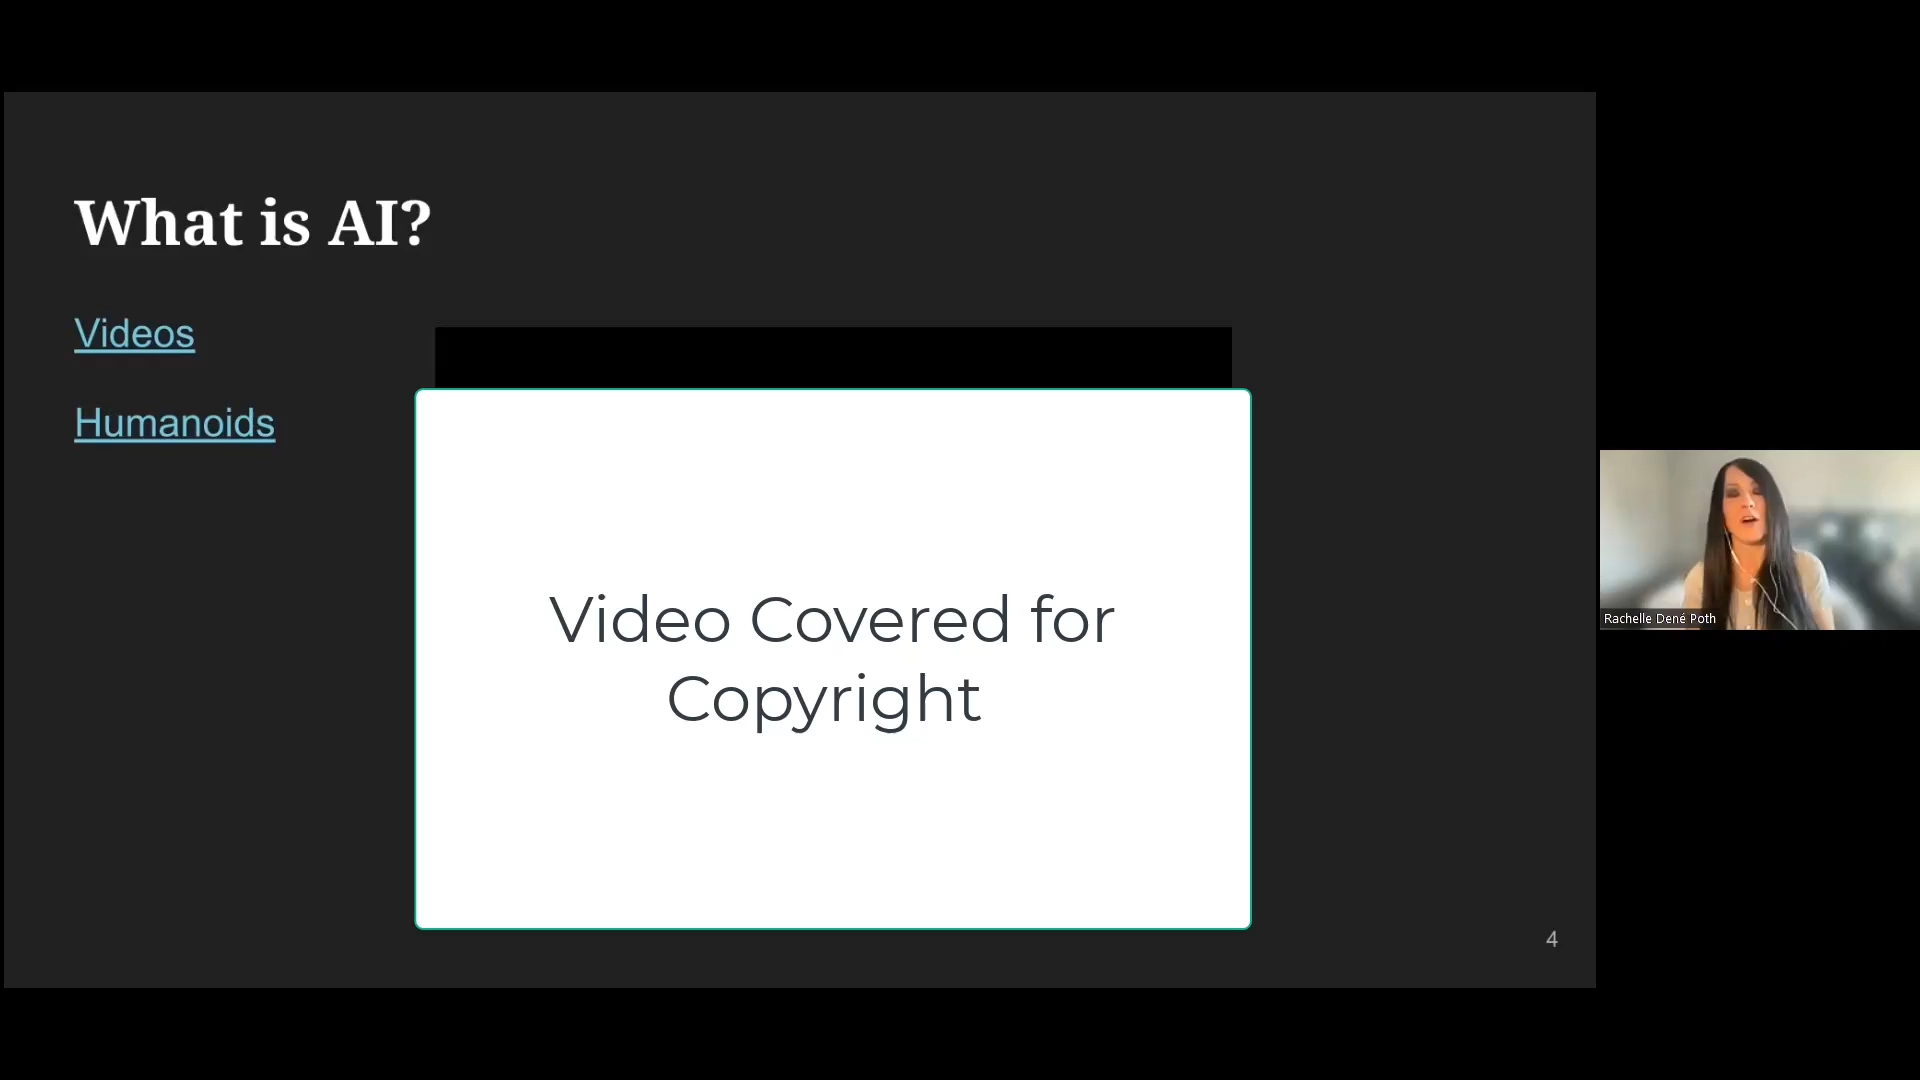 What is AI?
Videos
Humanoids
Video Covered for
Copyright
4
Rachelle Dené Poth